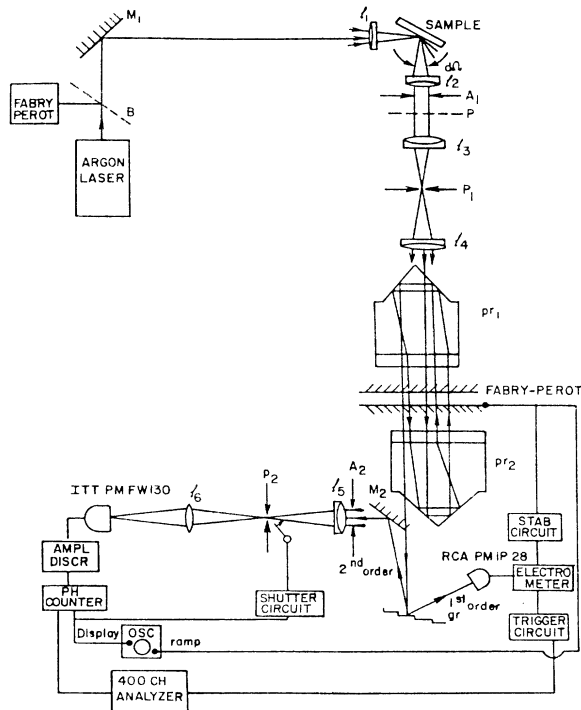 M₁
ℓ₁
SAMPLE
dΩ
ℓ₂
A₁
P
ℓ₃
P₁
ℓ₄
FABRY
PEROT
B
ARGON
LASER
pr₁
FABRY-PEROT
pr₂
ITT PM FW130
ℓ₆
P₂
ℓ₅
A₂
M₂
2nd order
RCA PM IP 28
1st order
gr
STAB
CIRCUIT
ELECTRO
METER
TRIGGER
CIRCUIT
AMPL
DISCR
PH
COUNTER
SHUTTER
CIRCUIT
Display
OSC
ramp
400 CH
ANALYZER